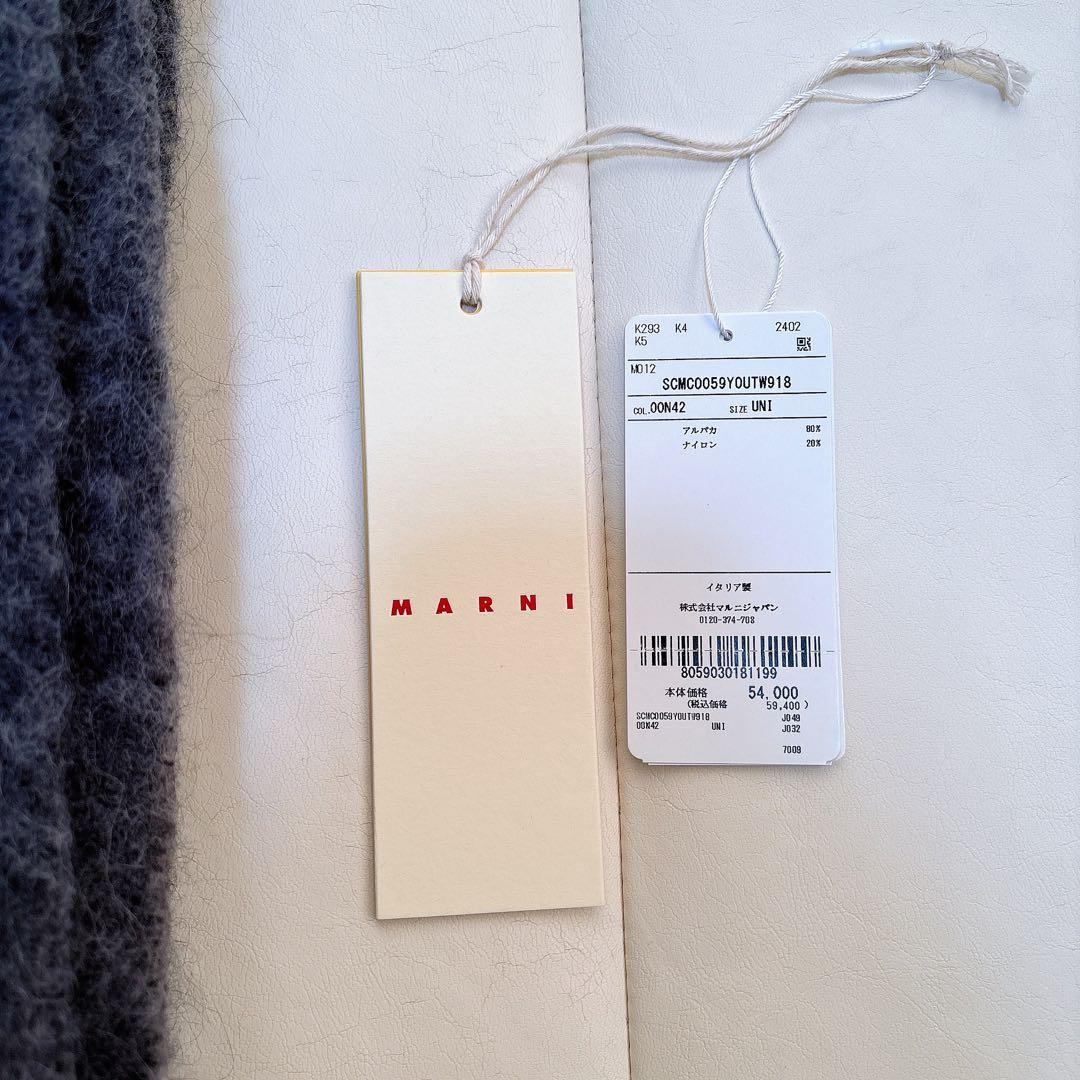 MARNI
K293 K4 2402
K5
M012
SCMC0059Y0UTW918
COL.00N42 SIZE UNI
アルパカ 80%
ナイロン 20%
イタリア製
株式会社マルニジャパン
0120-374-708
8059030181199
本体価格 54,000
(税込価格 59,400 )
SCMC0059Y0UTW918 J049
00N42 UNI J032
7009